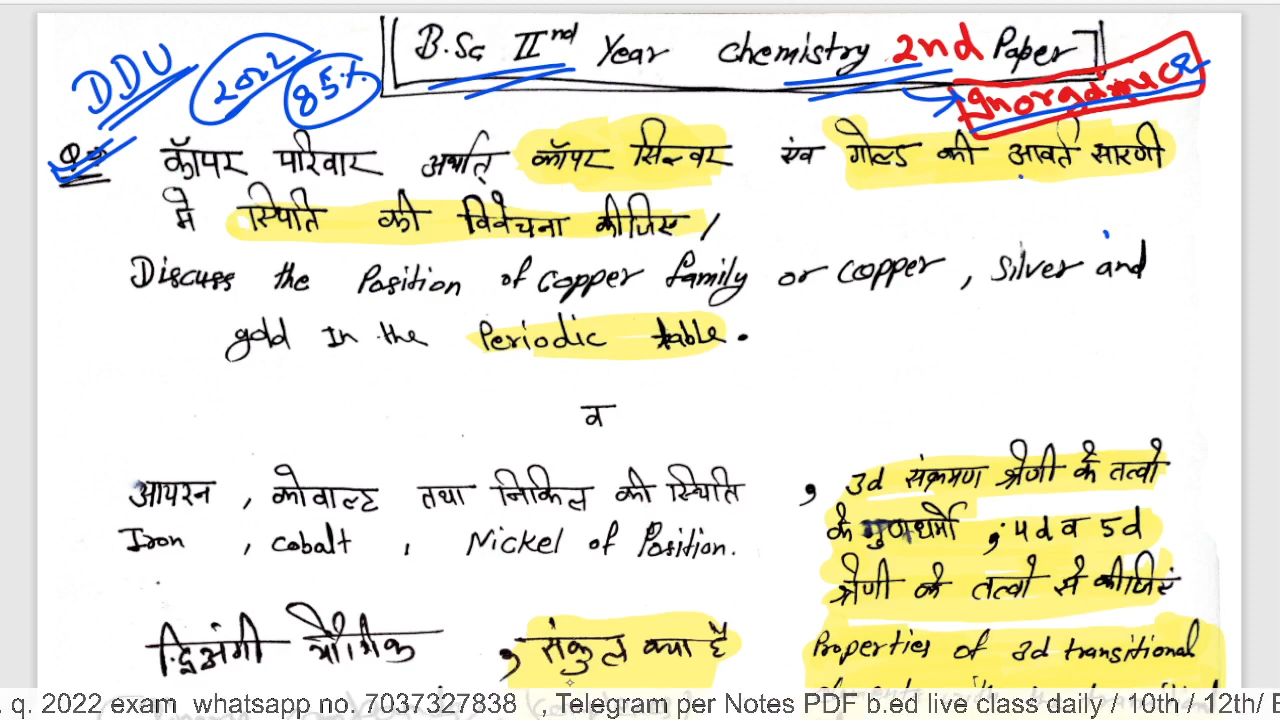 B.Sc IInd Year Chemistry 2nd Paper
DDU 2022 85%
Inorganic
Q⇒ कॉपर परिवार अर्थात् कॉपर सिल्वर एंव गोल्ड की आवर्त सारणी
मे स्थिति की विवेचना कीजिए /
Discuss the Position of copper family or copper, Silver and
gold In the Periodic table.
व
आयरन , कोवाल्ट तथा निकिल की स्थिति ,
Iron , cobalt , Nickel of Position.
3d संक्रमण श्रेणी के तत्वो
के गुणधर्मो ; 4d व 5d
श्रेणी के तत्वो से कीजिएं
Properties of 3d transitional
द्विअंगी यौगिक , संकुल क्या है
. q. 2022 exam whatsapp no. 7037327838 , Telegram per Notes PDF b.ed live class daily / 10th / 12th/